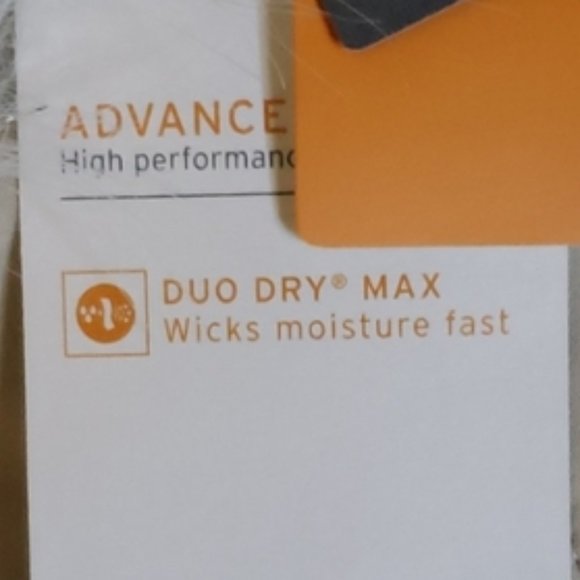 ADVANCE
High performanc
DUO DRY® MAX
Wicks moisture fast